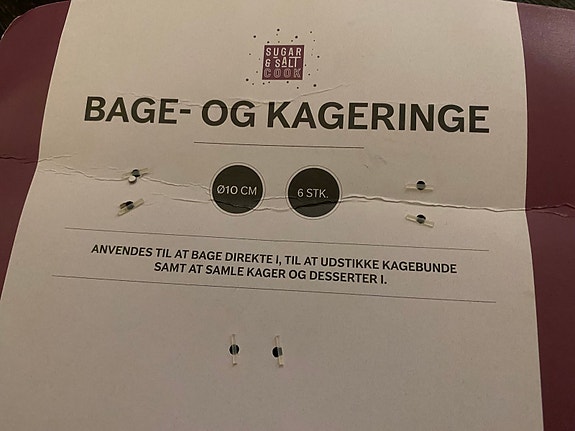 SUGAR
& SALT
COOK
BAGE- OG KAGERINGE
Ø10 CM
6 STK.
ANVENDES TIL AT BAGE DIREKTE I, TIL AT UDSTIKKE KAGEBUNDE
SAMT AT SAMLE KAGER OG DESSERTER I.